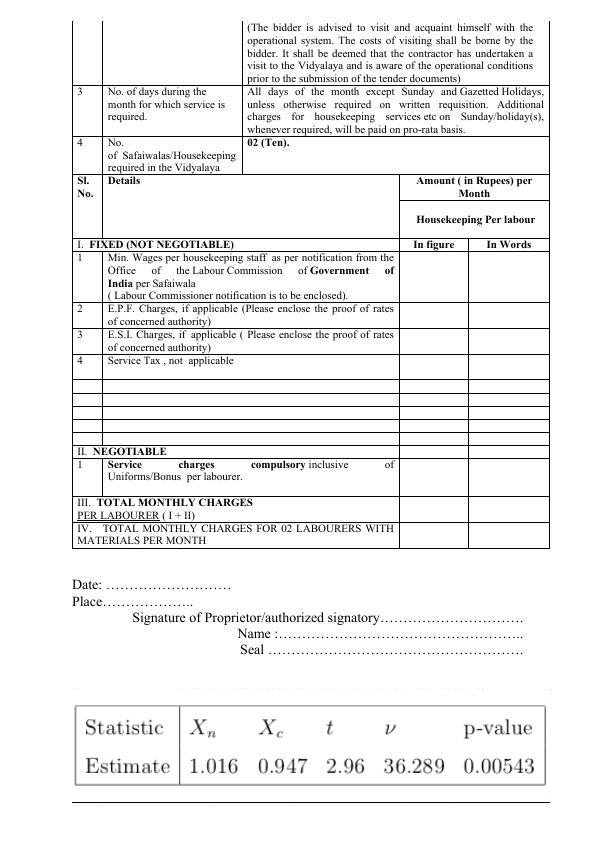 (The bidder is advised to visit and acquaint himself with the
operational system. The costs of visiting shall be borne by the
bidder. It shall be deemed that the contractor has undertaken a
visit to the Vidyalaya and is aware of the operational conditions
prior to the submission of the tender documents)
3 No. of days during the month for which service is required.
All days of the month except Sunday and Gazetted Holidays,
unless otherwise required on written requisition. Additional
charges for housekeeping services etc on Sunday/holiday(s),
whenever required, will be paid on pro-rata basis.
4 No.
of Safaiwalas/Housekeeping
required in the Vidyalaya
02 (Ten).
Sl. No.
Details
Amount ( in Rupees) per
Month
Housekeeping Per labour
I. FIXED (NOT NEGOTIABLE) In figure In Words
1 Min. Wages per housekeeping staff as per notification from the
Office of the Labour Commission of Government of
India per Safaiwala
( Labour Commissioner notification is to be enclosed).
2 E.P.F. Charges, if applicable (Please enclose the proof of rates
of concerned authority)
3 E.S.I. Charges, if applicable ( Please enclose the proof of rates
of concerned authority)
4 Service Tax , not applicable
II. NEGOTIABLE
1 Service charges compulsory inclusive of
Uniforms/Bonus per labourer.
III. TOTAL MONTHLY CHARGES
PER LABOURER ( I + II)
IV. TOTAL MONTHLY CHARGES FOR 02 LABOURERS WITH
MATERIALS PER MONTH
Date: ………………………
Place………………..
Signature of Proprietor/authorized signatory……………………………….
Name :……………………………………………..
Seal …………………………………………….
Statistic X_n X_c t ν p-value
Estimate 1.016 0.947 2.96 36.289 0.00543